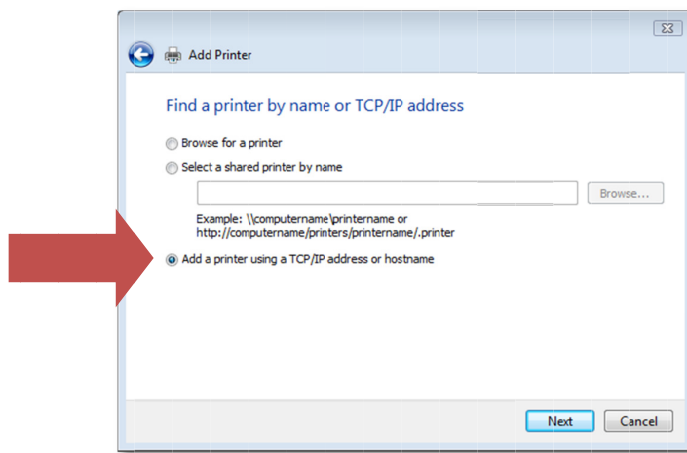 Add Printer
Find a printer by name or TCP/IP address
Browse for a printer
Select a shared printer by name
Browse...
Example: \\computername\printername or
http://computername/printers/printername/.printer
Add a printer using a TCP/IP address or hostname
Next
Cancel